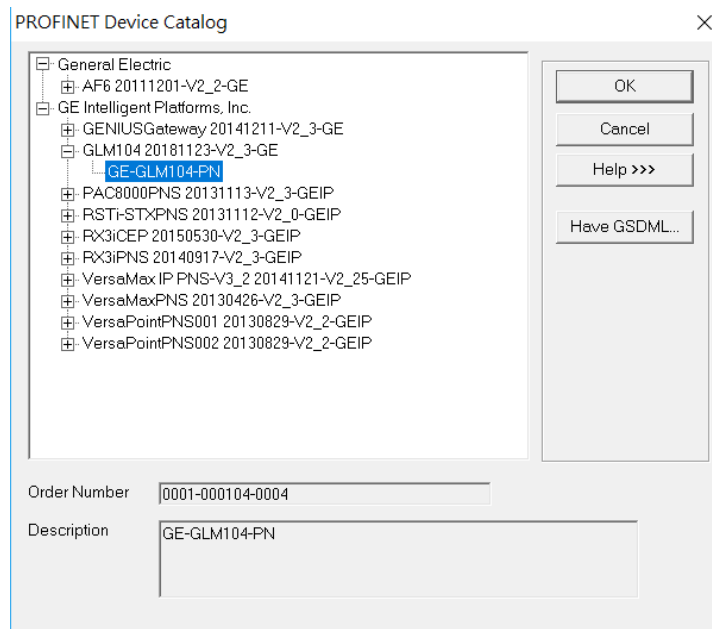 PROFINET Device Catalog
General Electric
AF6 20111201-V2_2-GE
GE Intelligent Platforms, Inc.
GENIUSGateway 20141211-V2_3-GE
GLM104 20181123-V2_3-GE
GE-GLM104-PN
PAC8000PNS 20131113-V2_3-GEIP
RSTi-STXPNS 20131112-V2_0-GEIP
RX3iCEP 20150530-V2_3-GEIP
RX3iPNS 20140917-V2_3-GEIP
VersaMax IP PNS-V3_2 20141121-V2_25-GEIP
VersaMaxPNS 20130426-V2_3-GEIP
VersaPointPNS001 20130829-V2_2-GEIP
VersaPointPNS002 20130829-V2_2-GEIP
OK
Cancel
Help >>>
Have GSDML...
Order Number 0001-000104-0004
Description GE-GLM104-PN